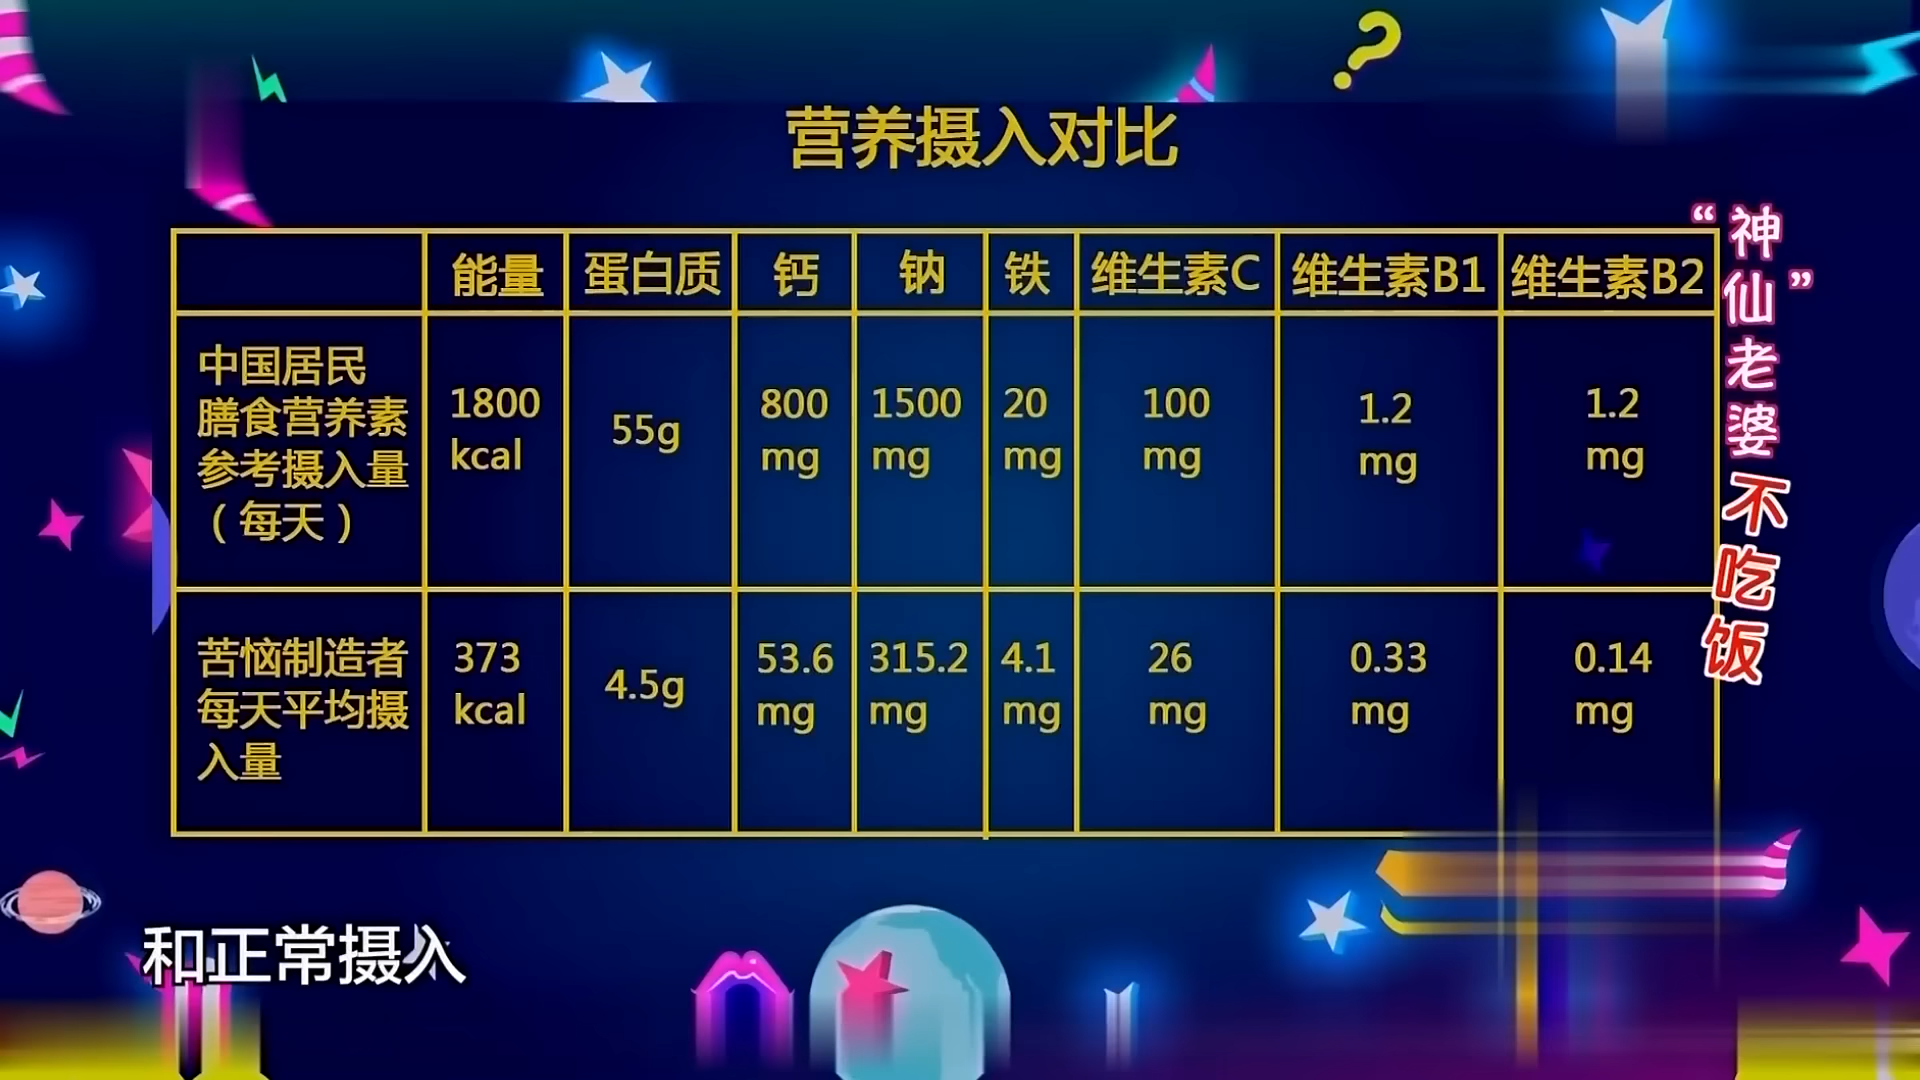 营养摄入对比
能量 蛋白质 钙 钠 铁 维生素C 维生素B1 维生素B2
中国居民
膳食营养素
参考摄入量
（每天）
1800
kcal
55g
800
mg
1500
mg
20
mg
100
mg
1.2
mg
1.2
mg
苦恼制造者
每天平均摄
入量
373
kcal
4.5g
53.6
mg
315.2
mg
4.1
mg
26
mg
0.33
mg
0.14
mg
“神仙”老婆不吃饭
和正常摄入